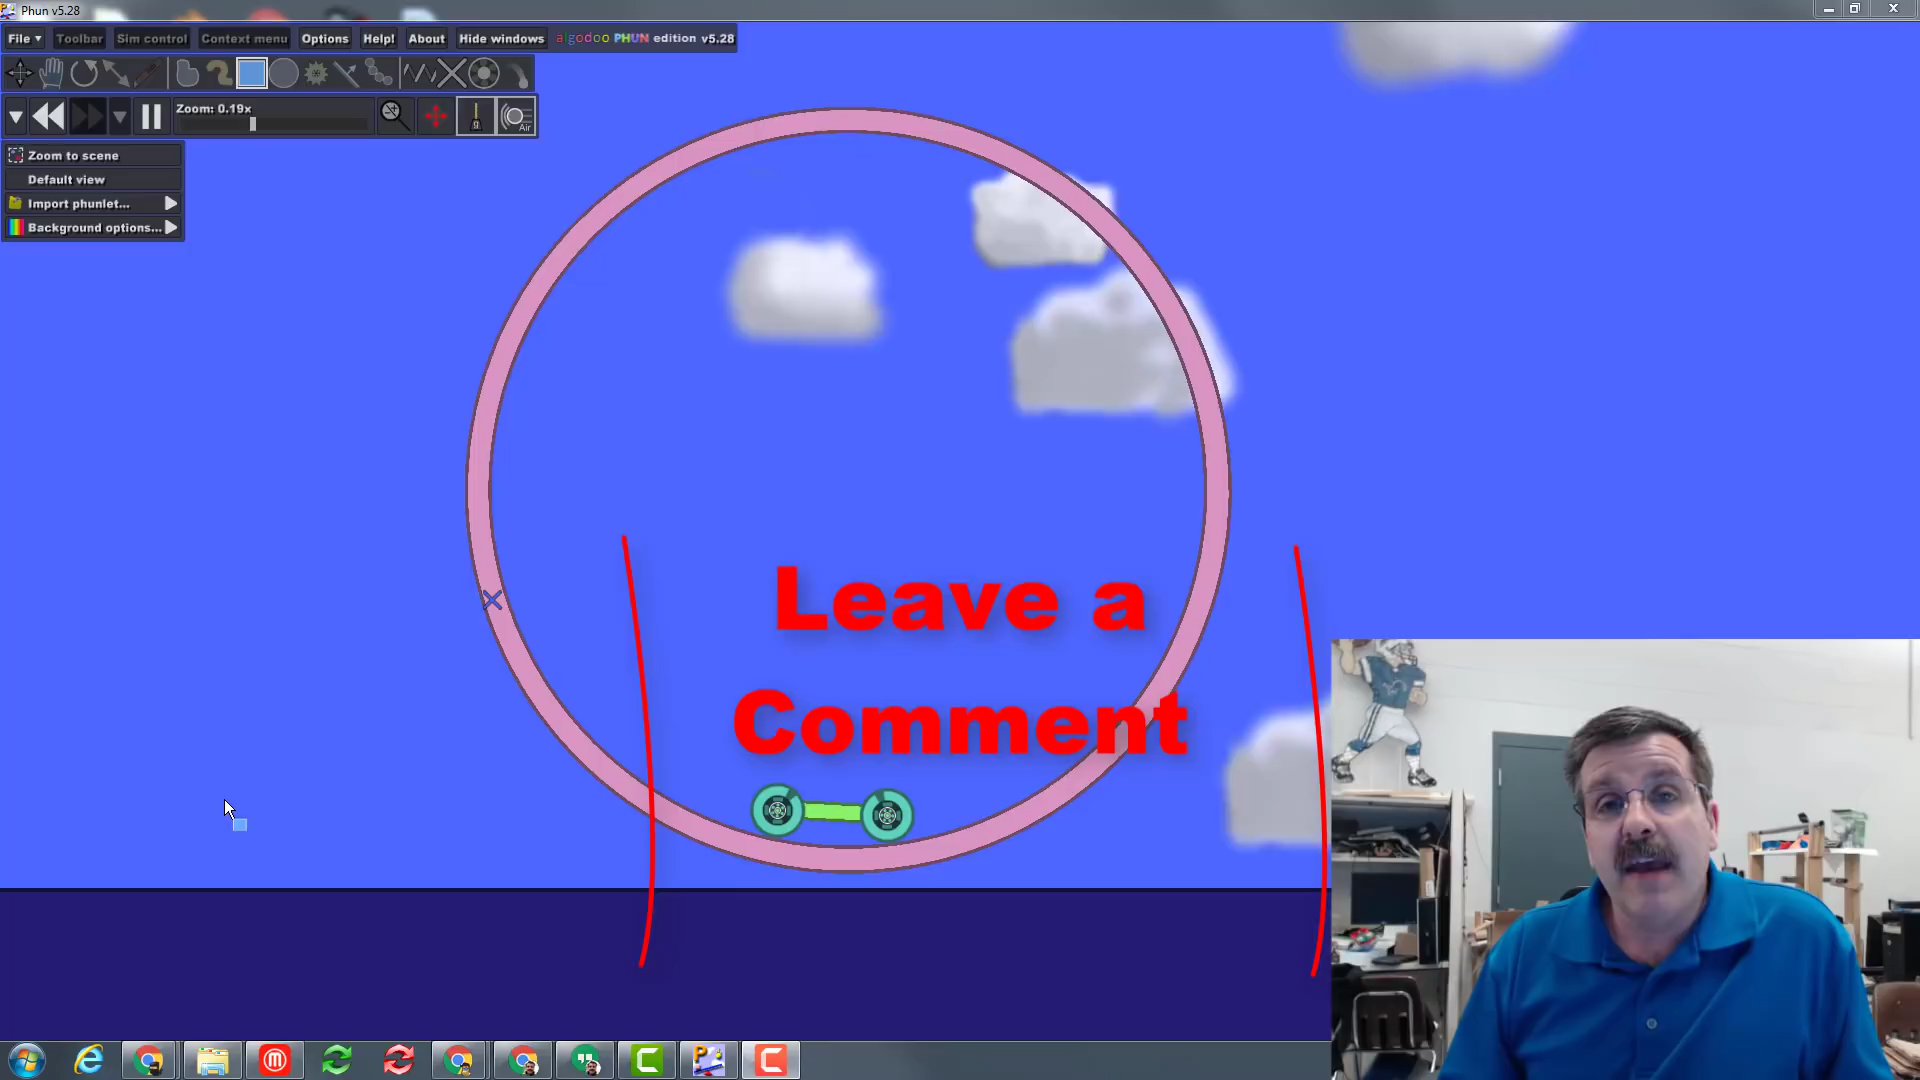 Phun v5.28
File Toolbar Sim control Context menu Options Help! About Hide windows algodoo PHUN edition v5.28
Zoom: 0.19x
Air
Zoom to scene
Default view
Import phunlet...
Background options...
Leave a
Comment